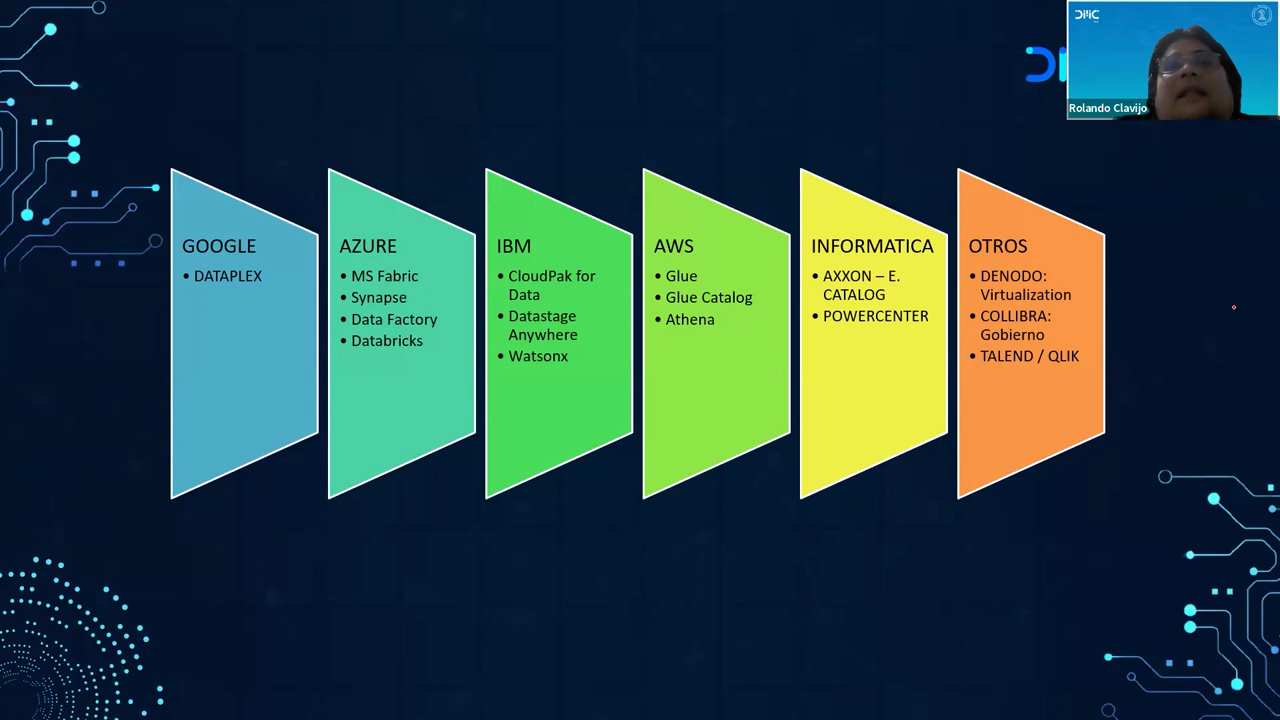 DMC
Rolando Clavijo
GOOGLE
• DATAPLEX
AZURE
• MS Fabric
• Synapse
• Data Factory
• Databricks
IBM
• CloudPak for
Data
• Datastage
Anywhere
• Watsonx
AWS
• Glue
• Glue Catalog
• Athena
INFORMATICA
• AXXON – E.
CATALOG
• POWERCENTER
OTROS
• DENODO:
Virtualization
• COLLIBRA:
Gobierno
• TALEND / QLIK